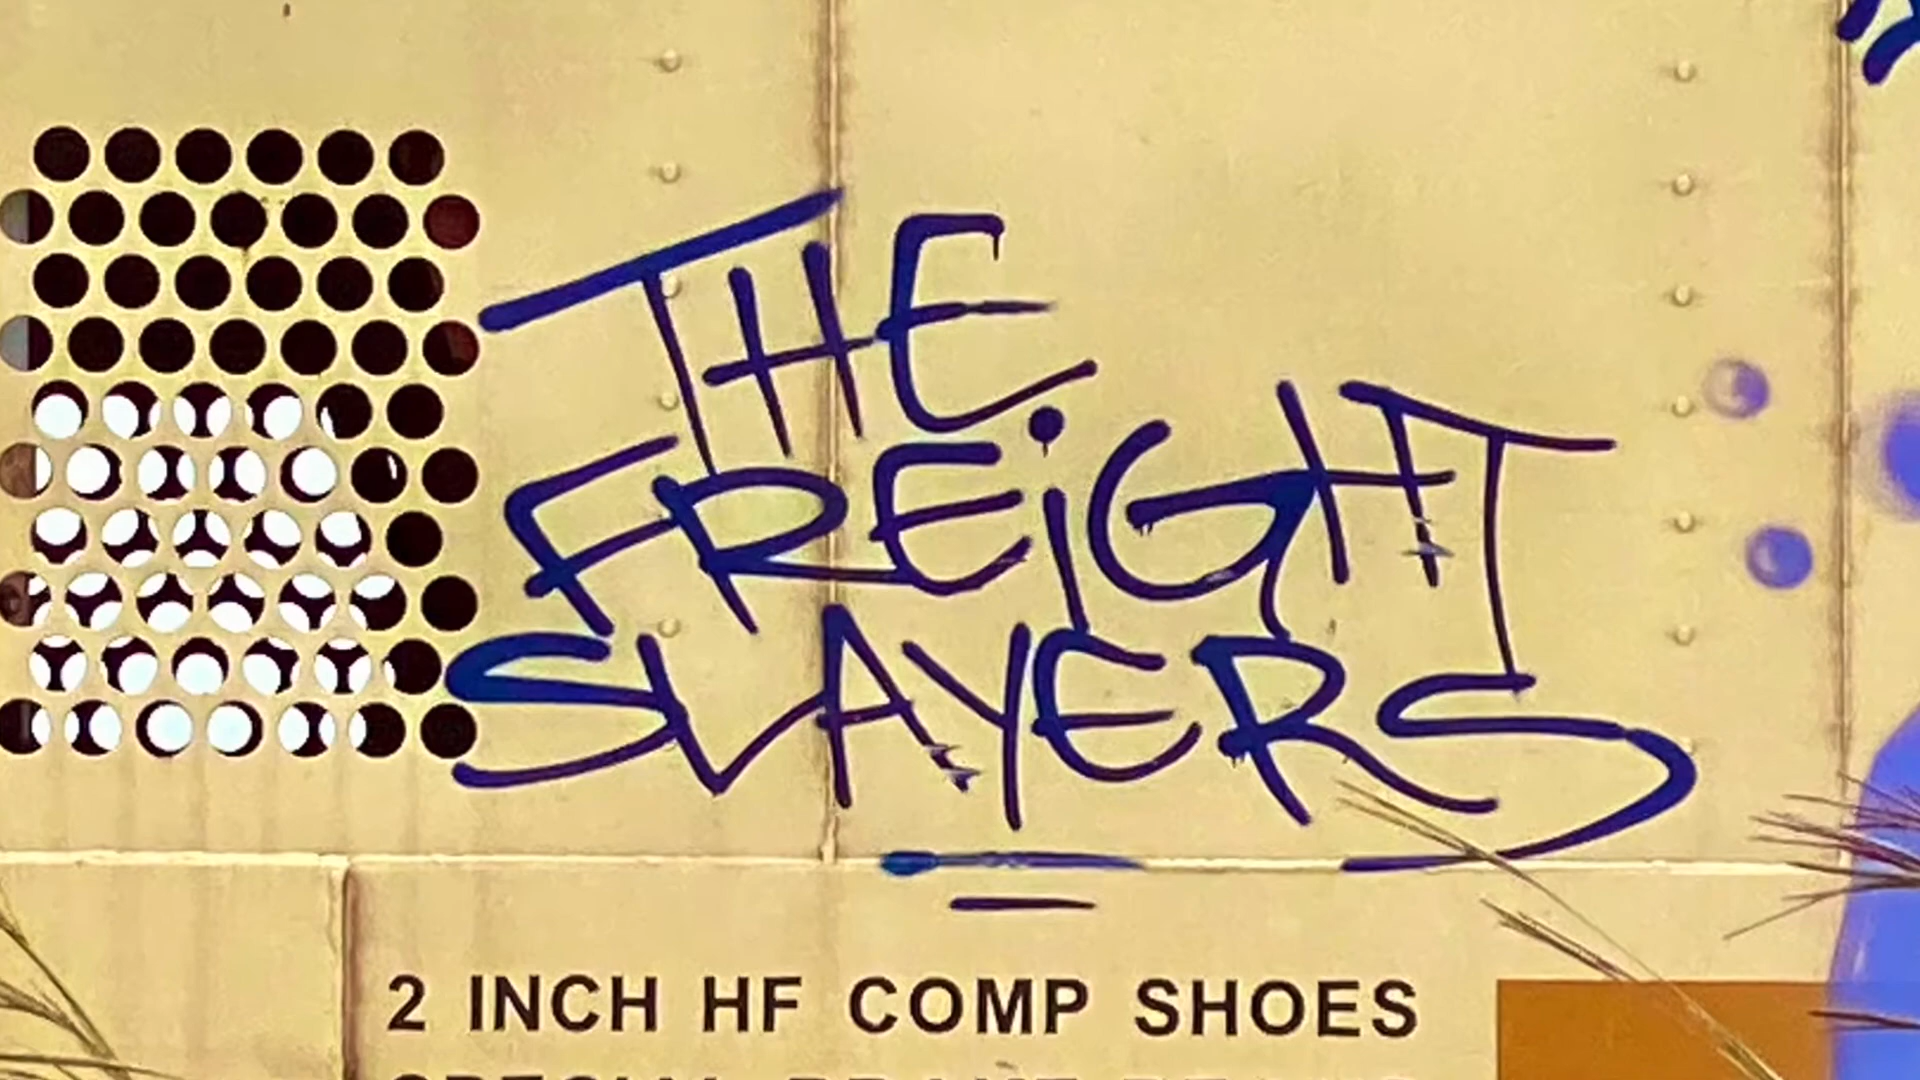 THE
FREiGHT
SLAYERS
2 INCH HF COMP SHOES